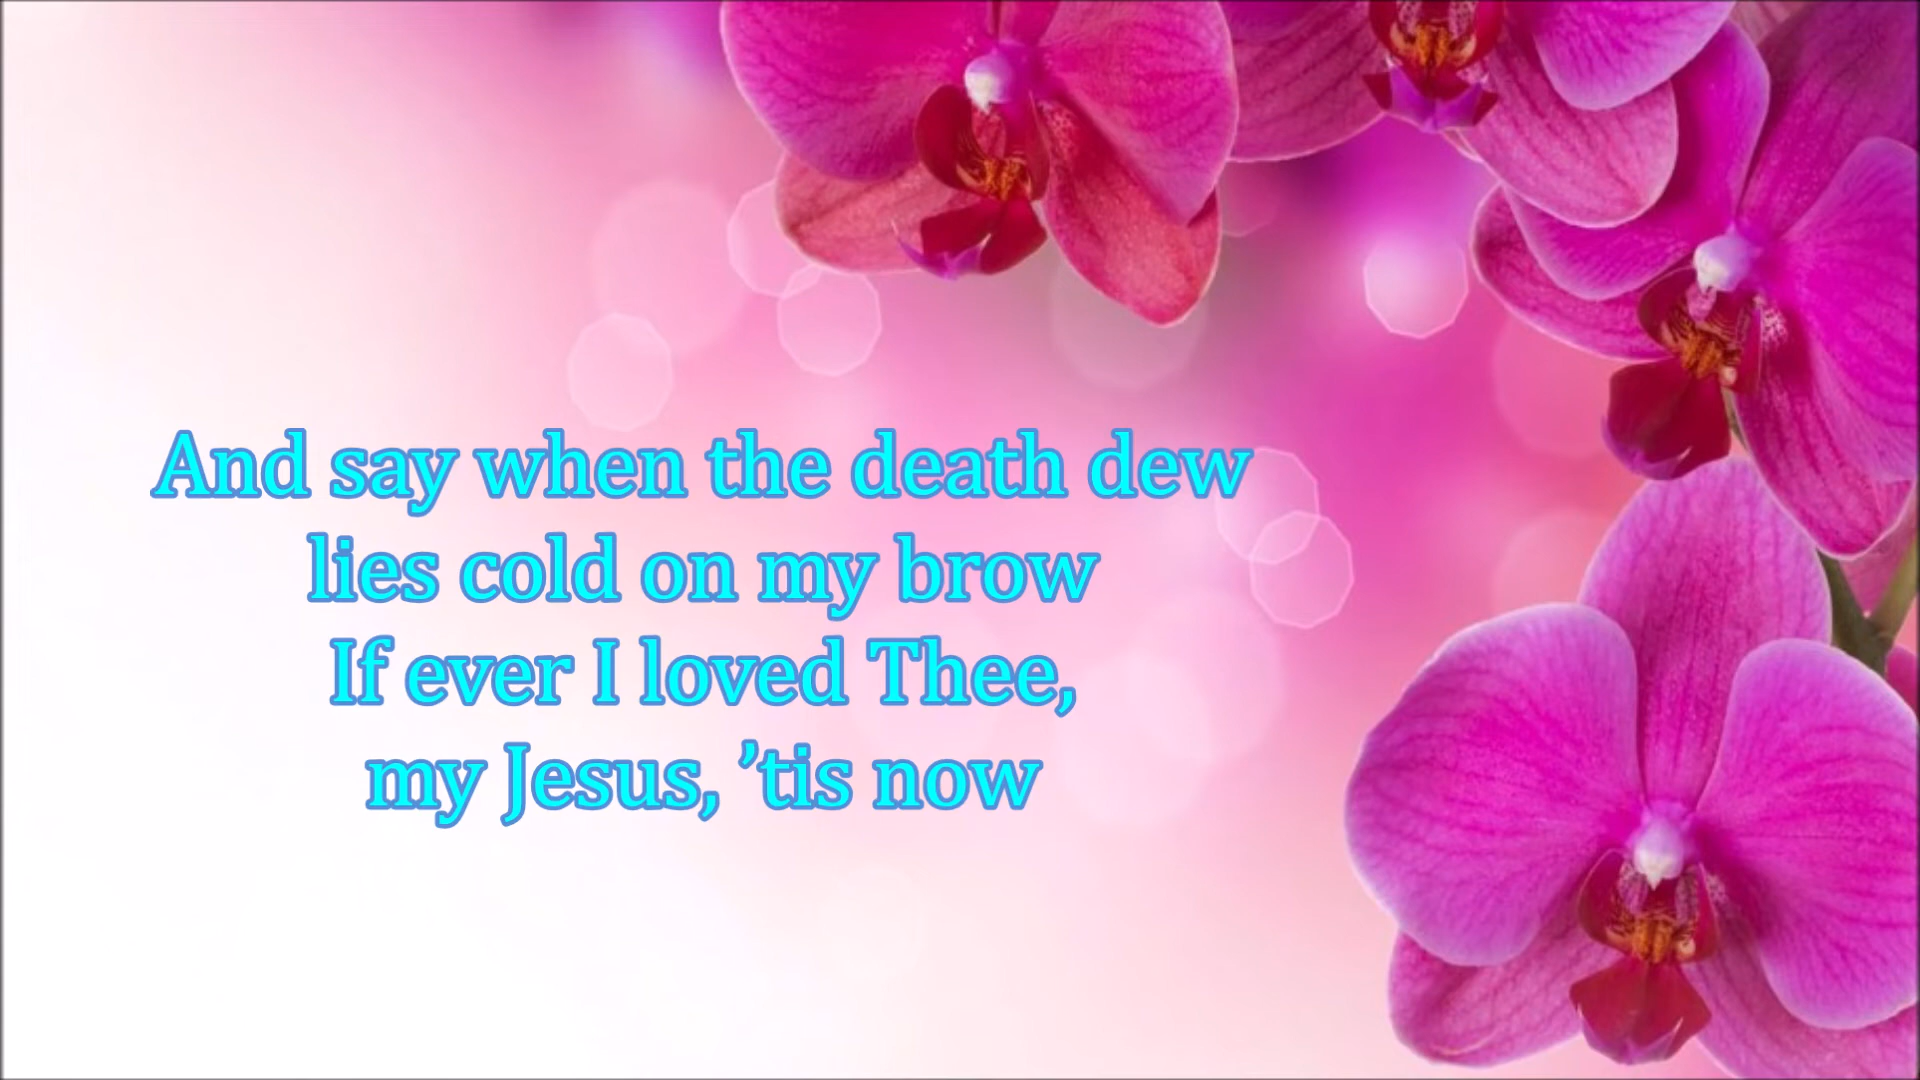 And say when the death dew
lies cold on my brow
If ever I loved Thee,
my Jesus, ’tis now